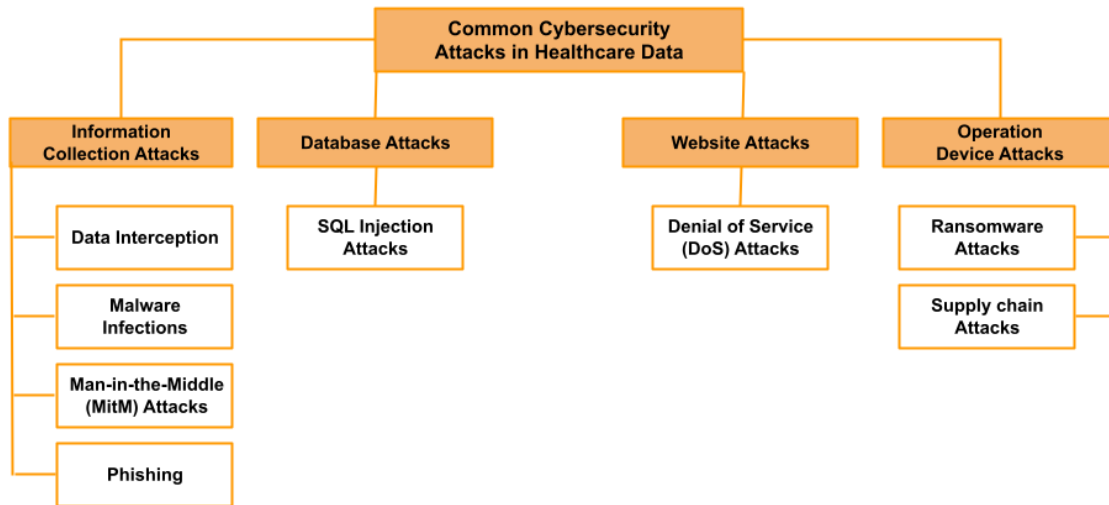 Common Cybersecurity
Attacks in Healthcare Data
Information
Collection Attacks
Database Attacks
Website Attacks
Operation
Device Attacks
Data Interception
Malware
Infections
Man-in-the-Middle
(MitM) Attacks
Phishing
SQL Injection
Attacks
Denial of Service
(DoS) Attacks
Ransomware
Attacks
Supply chain
Attacks